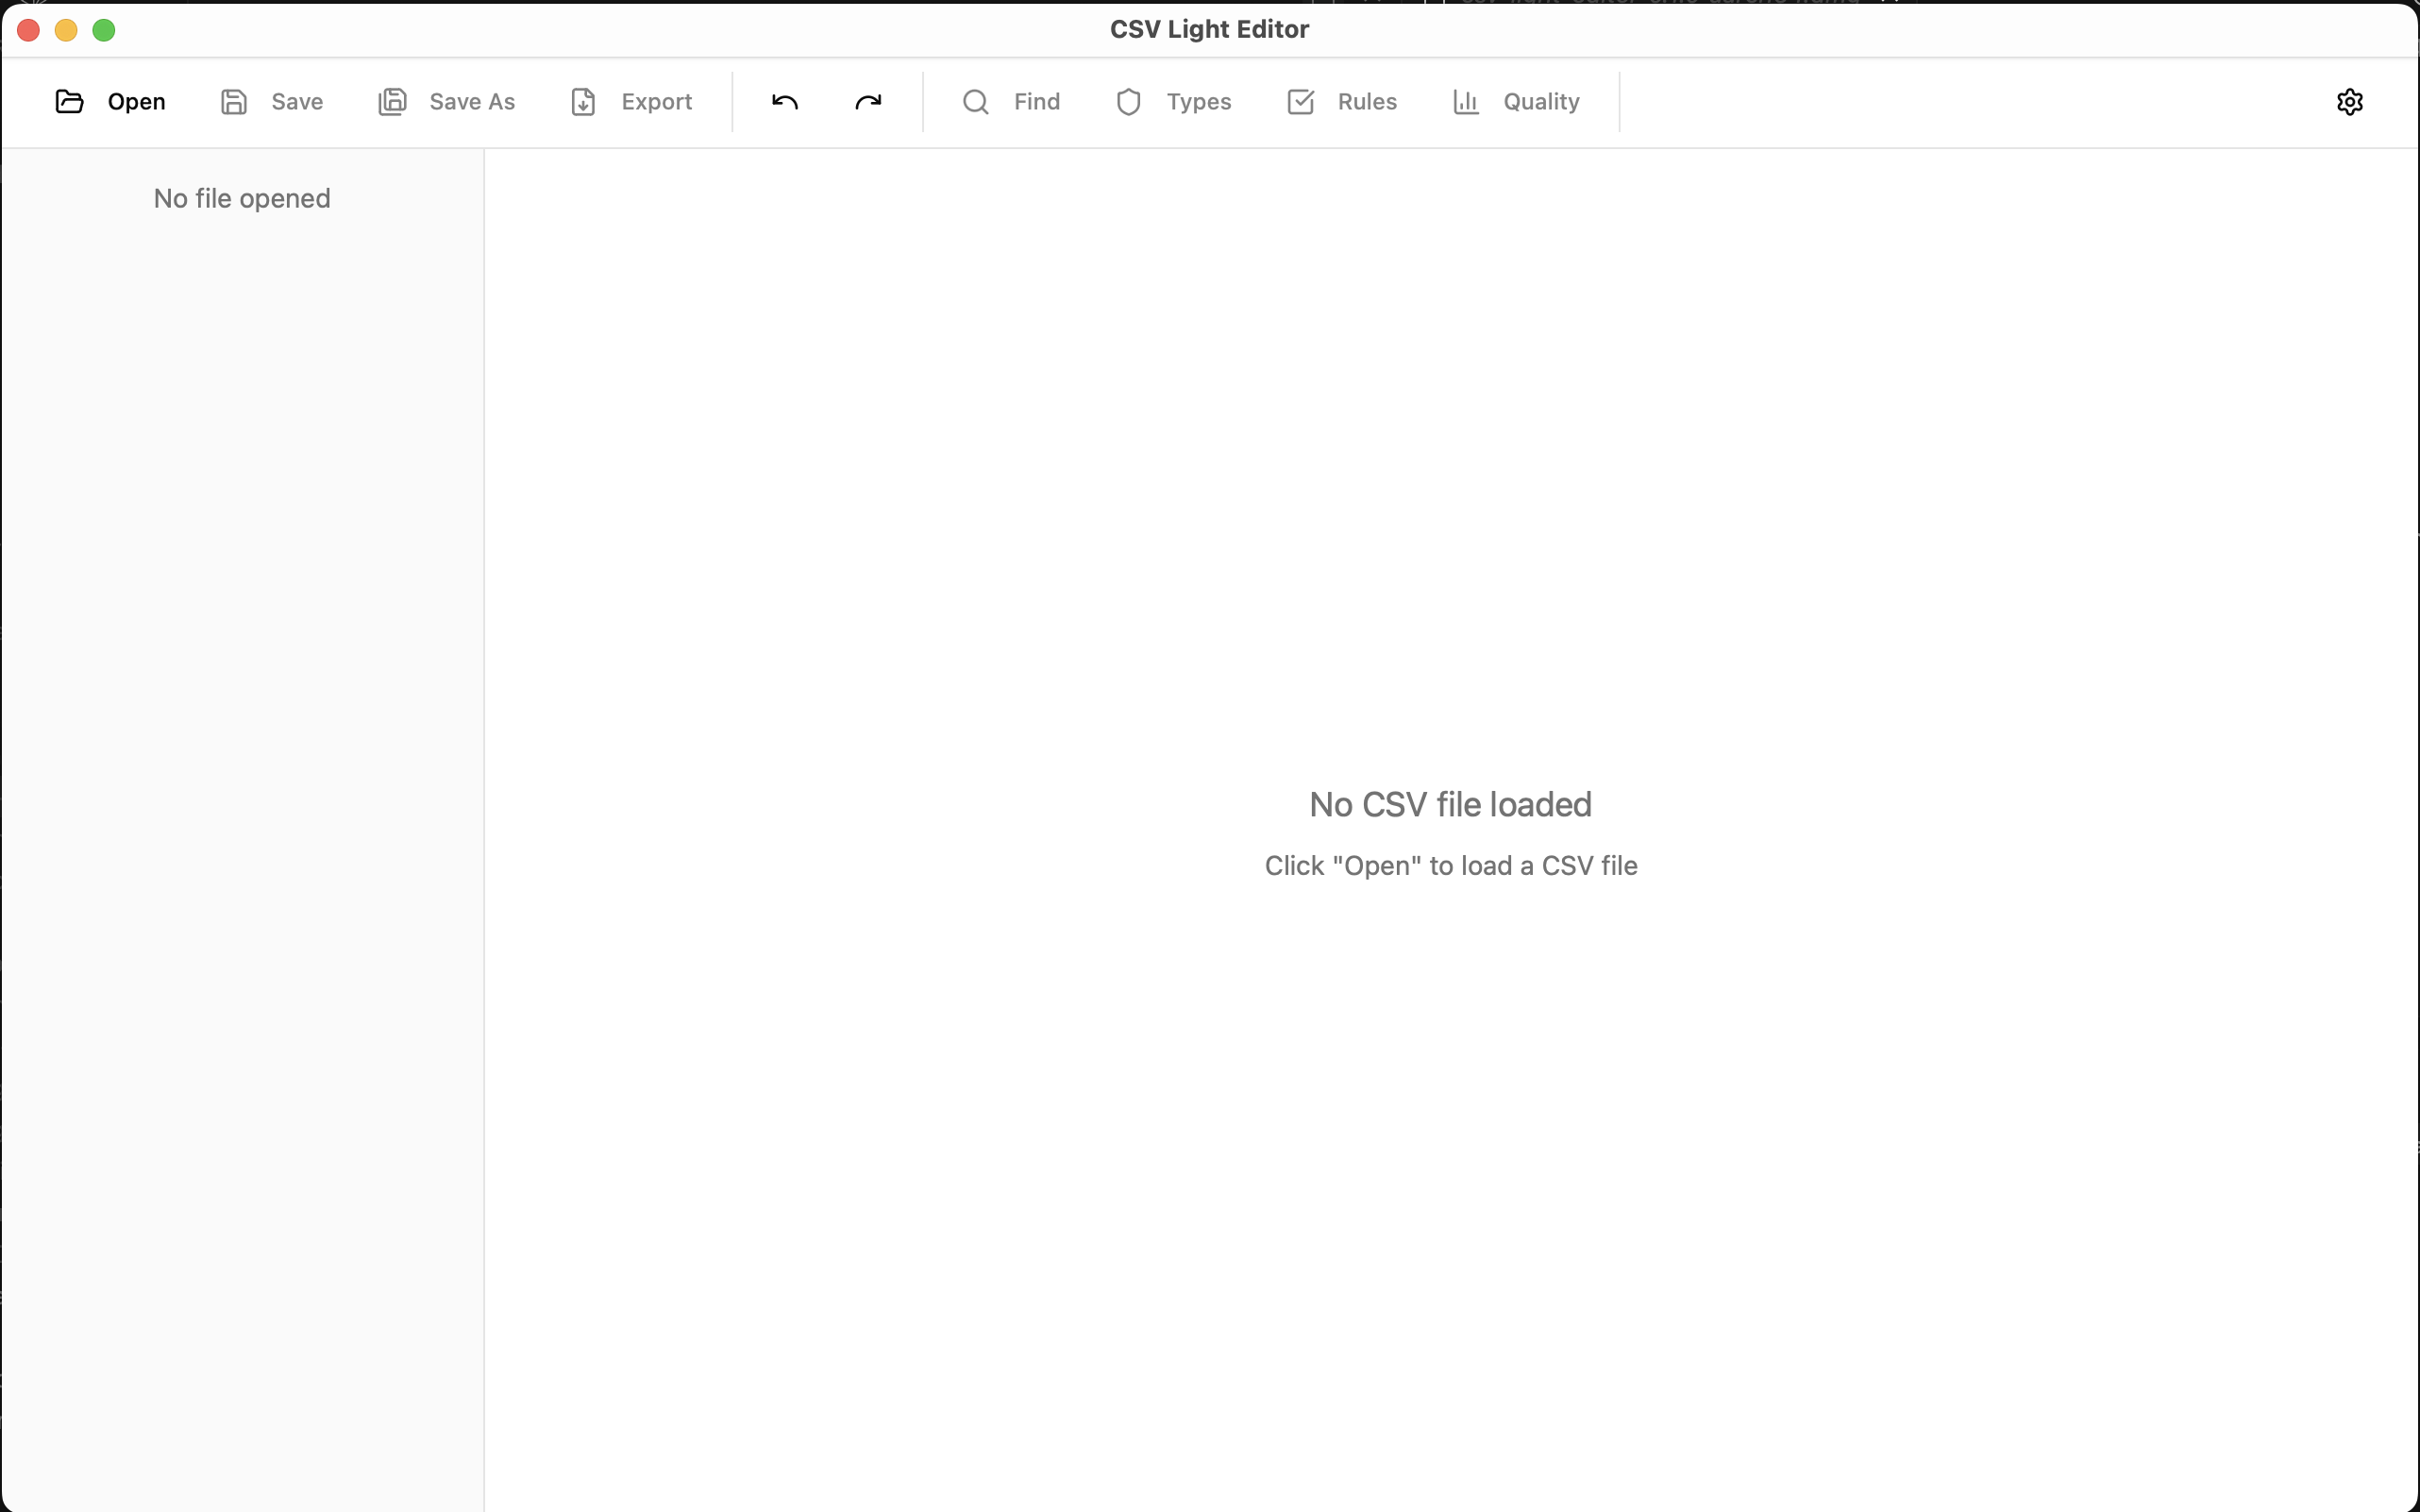 CSV Light Editor
Open Save Save As Export Find Types Rules Quality
No file opened
No CSV file loaded
Click "Open" to load a CSV file